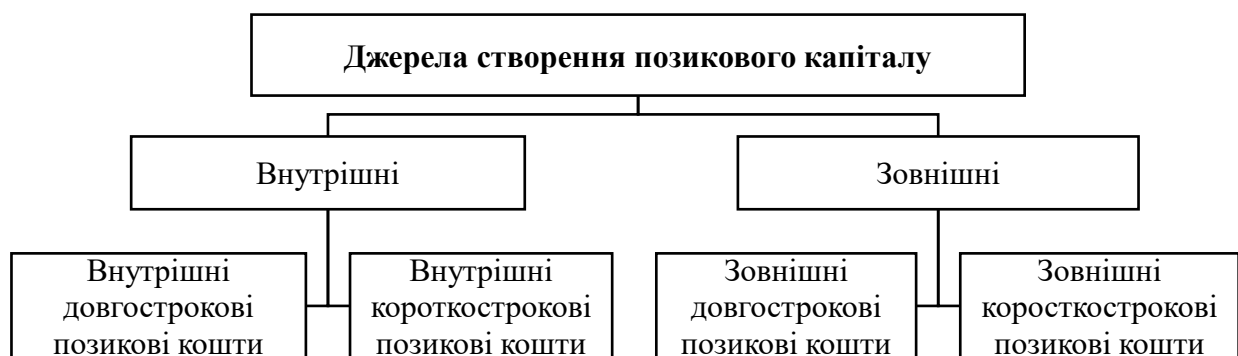 Джерела створення позикового капіталу
Внутрішні
Зовнішні
Внутрішні
довгострокові
позикові кошти
Внутрішні
короткострокові
позикові кошти
Зовнішні
довгострокові
позикові кошти
Зовнішні
коросткострокові
позикові кошти